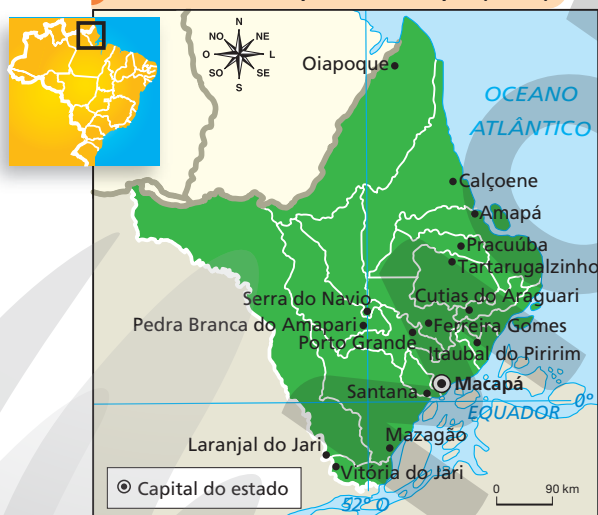 N
NO NE
O L
SO SE
S
Oiapoque
OCEANO
ATLÂNTICO
Calçoene
Amapá
Pracuúba
Tartarugalzinho
Serra do Navio
Cutias do Araguari
Pedra Branca do Amapari
Ferreira Gomes
Porto Grande
Itaubal do Piririm
Macapá
Santana
0°
EQUADOR
Mazagão
Laranjal do Jari
Vitória do Jari
Capital do estado
52° O
0 90 km